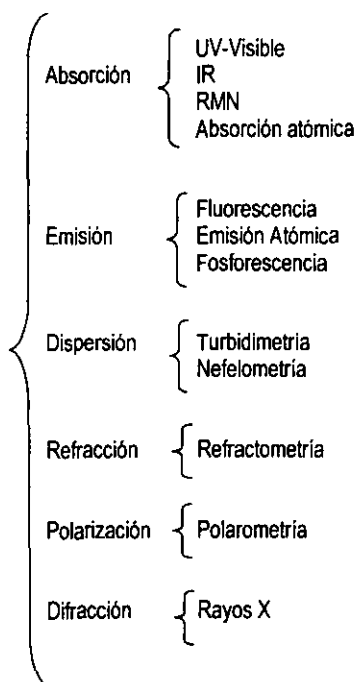 Absorción
UV-Visible
IR
RMN
Absorción atómica
Emisión
Fluorescencia
Emisión Atómica
Fosforescencia
Dispersión
Turbidimetria
Nefelometría
Refracción
Refractometría
Polarización
Polarometría
Difracción
Rayos X